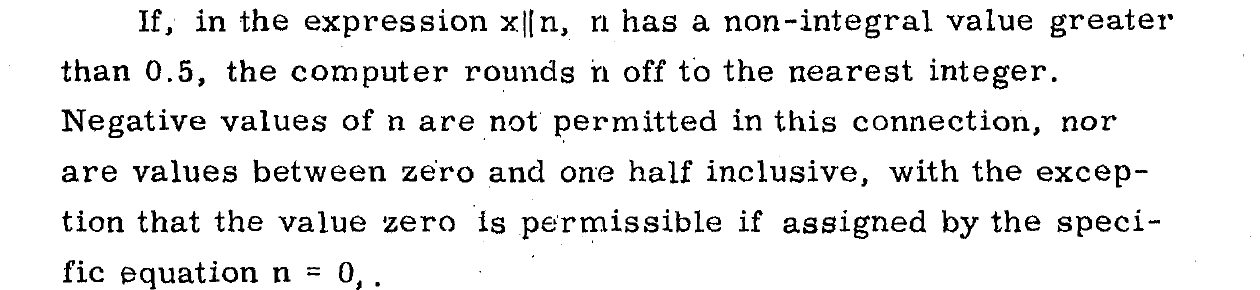 If, in the expression x||n, n has a non-integral value greater
than 0.5, the computer rounds n off to the nearest integer.
Negative values of n are not permitted in this connection, nor
are values between zero and one half inclusive, with the excep-
tion that the value zero is permissible if assigned by the speci-
fic equation n = 0, .